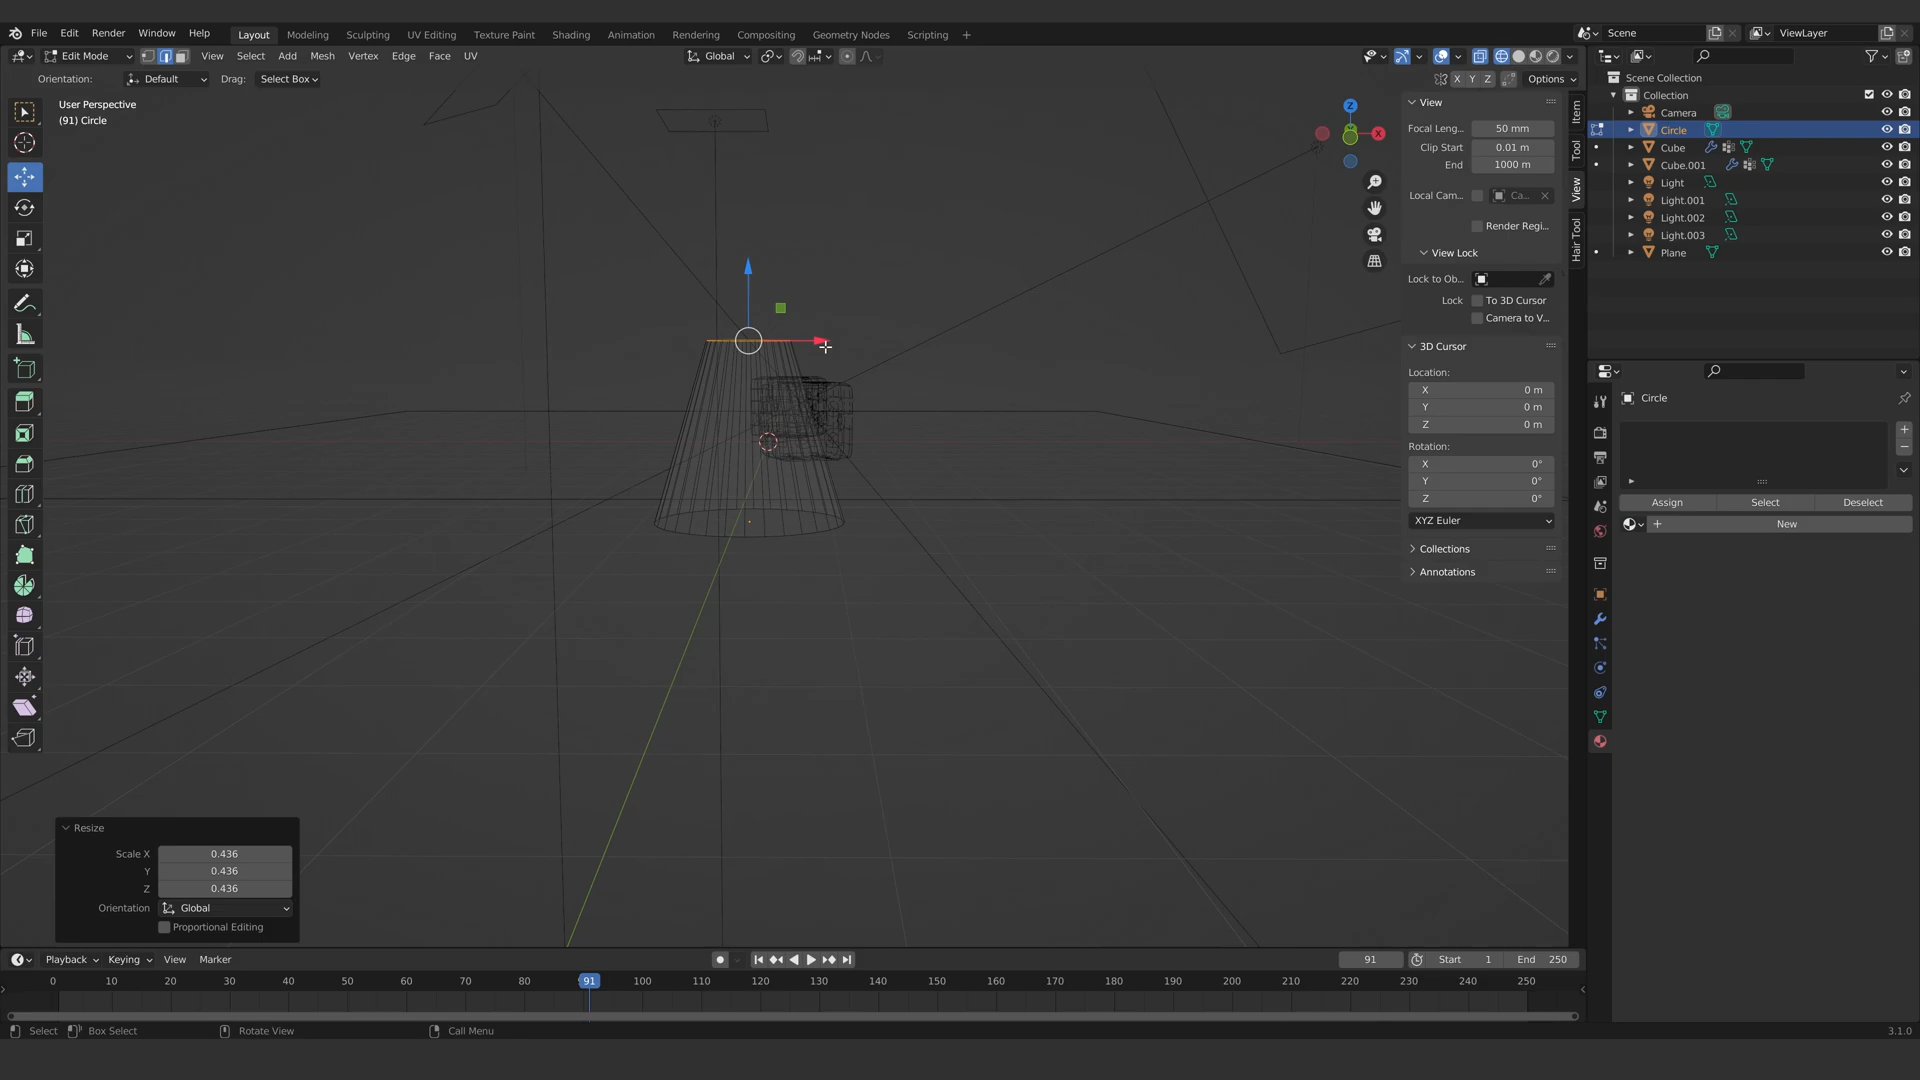 File Edit Render Window Help Layout Modeling Sculpting UV Editing Texture Paint Shading Animation Rendering Compositing Geometry Nodes Scripting + Scene ViewLayer
Edit Mode View Select Add Mesh Vertex Edge Face UV Global
Orientation: Default Drag: Select Box X Y Z Options
User Perspective
(91) Circle
Z
X
View
Focal Leng... 50 mm
Clip Start 0.01 m
End 1000 m
Local Cam... Ca...
Render Regi...
View Lock
Lock to Ob...
Lock To 3D Cursor
Camera to V...
3D Cursor
Location:
X 0 m
Y 0 m
Z 0 m
Rotation:
X 0°
Y 0°
Z 0°
XYZ Euler
Collections
Annotations
Item
Tool
View
Hair Tool
Scene Collection
Collection
Camera
Circle
Cube
Cube.001
Light
Light.001
Light.002
Light.003
Plane
Circle
Assign Select Deselect
New
Resize
Scale X 0.436
Y 0.436
Z 0.436
Orientation Global
Proportional Editing
Playback Keying View Marker 91 Start 1 End 250
0 10 20 30 40 50 60 70 80 91 100 110 120 130 140 150 160 170 180 190 200 210 220 230 240 250
Select Box Select Rotate View Call Menu 3.1.0